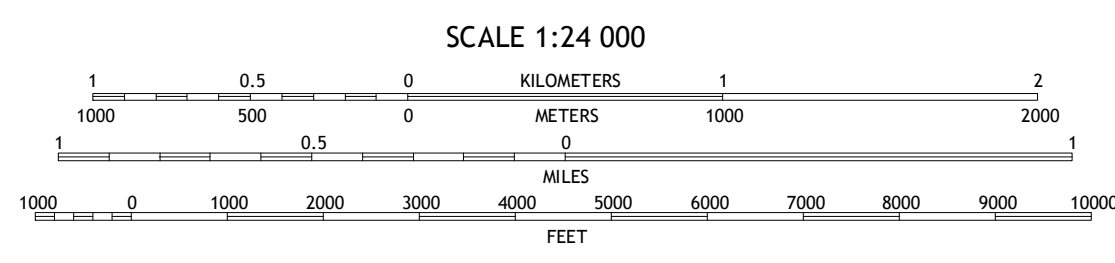 SCALE 1:24 000
1 0.5 0 KILOMETERS 1 2
1000 500 0 METERS 1000 2000
1 0.5 0 1
MILES
1000 0 1000 2000 3000 4000 5000 6000 7000 8000 9000 10000
FEET